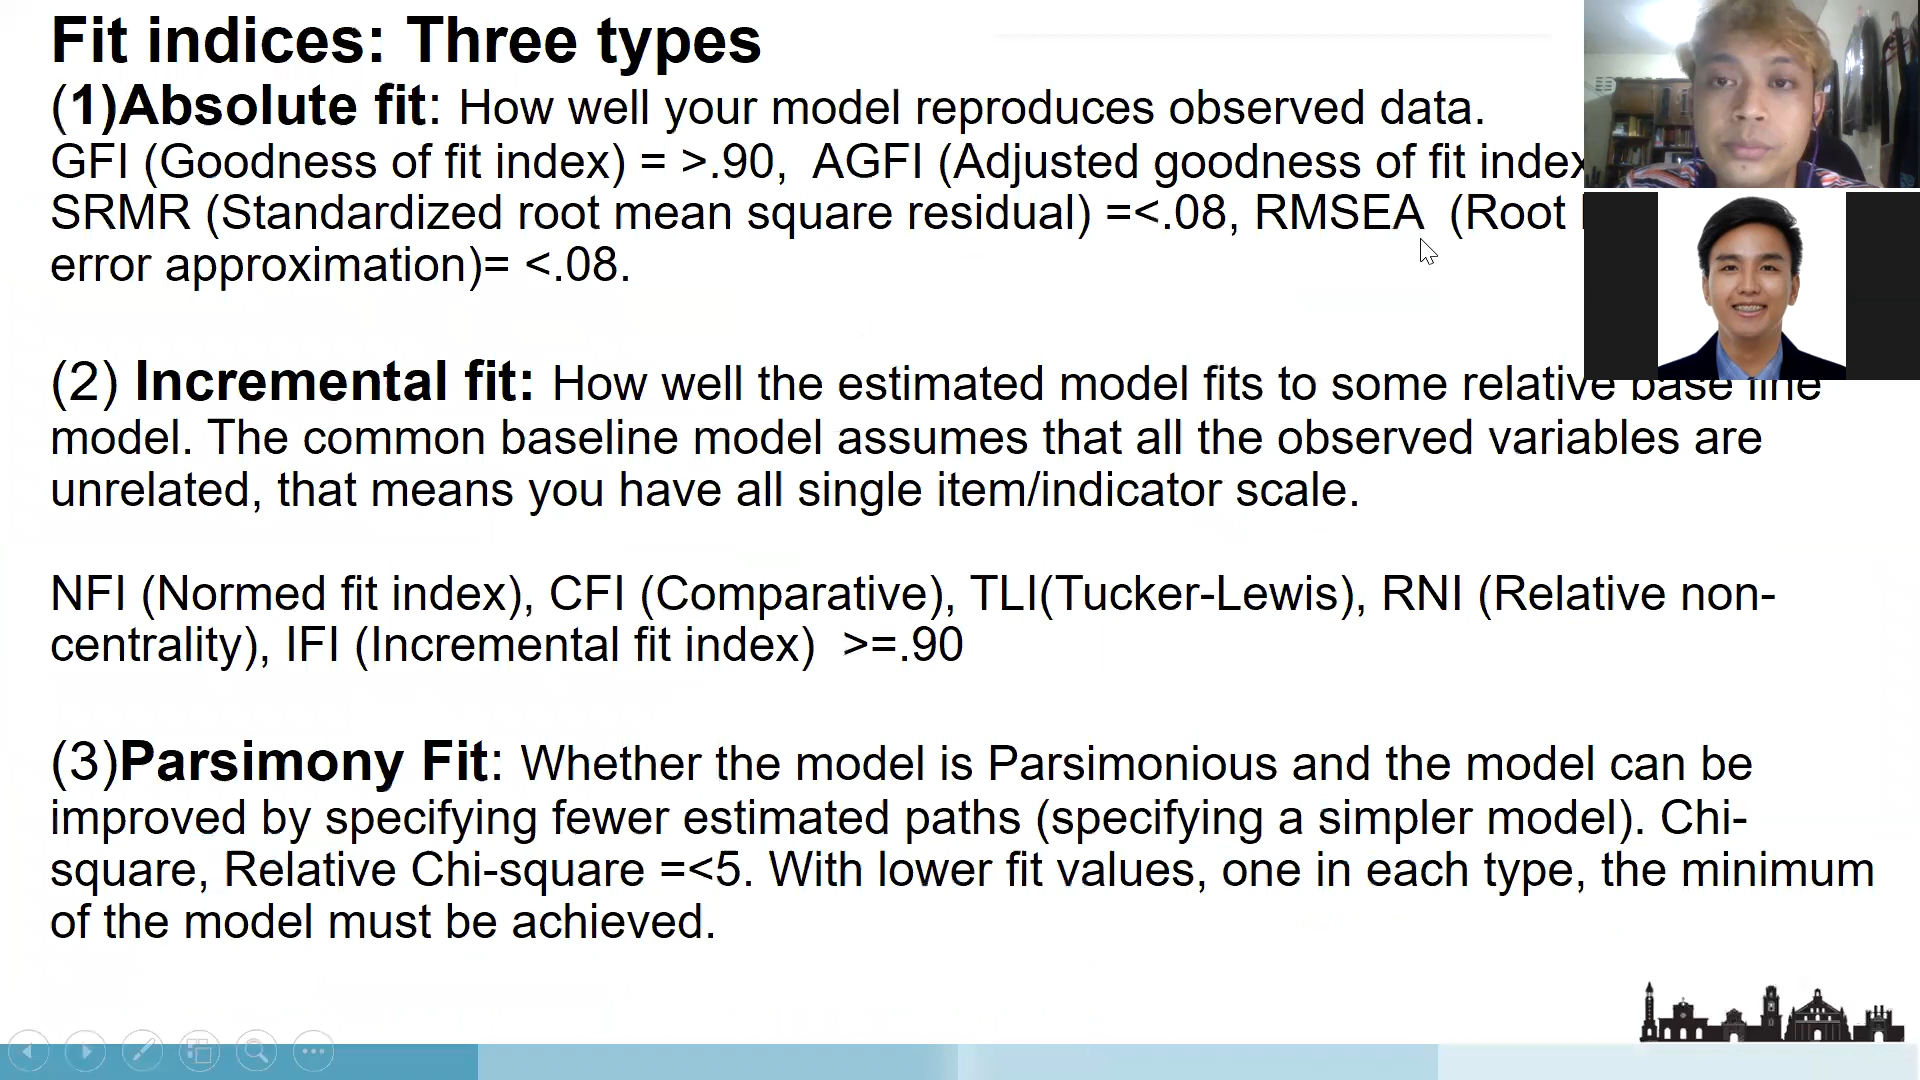 Fit indices: Three types
(1)Absolute fit: How well your model reproduces observed data.
GFI (Goodness of fit index) = >.90, AGFI (Adjusted goodness of fit index
SRMR (Standardized root mean square residual) =<.08, RMSEA (Root
error approximation)= <.08.
(2) Incremental fit: How well the estimated model fits to some relative base line
model. The common baseline model assumes that all the observed variables are
unrelated, that means you have all single item/indicator scale.
NFI (Normed fit index), CFI (Comparative), TLI(Tucker-Lewis), RNI (Relative non-
centrality), IFI (Incremental fit index) >=.90
(3)Parsimony Fit: Whether the model is Parsimonious and the model can be
improved by specifying fewer estimated paths (specifying a simpler model). Chi-
square, Relative Chi-square =<5. With lower fit values, one in each type, the minimum
of the model must be achieved.